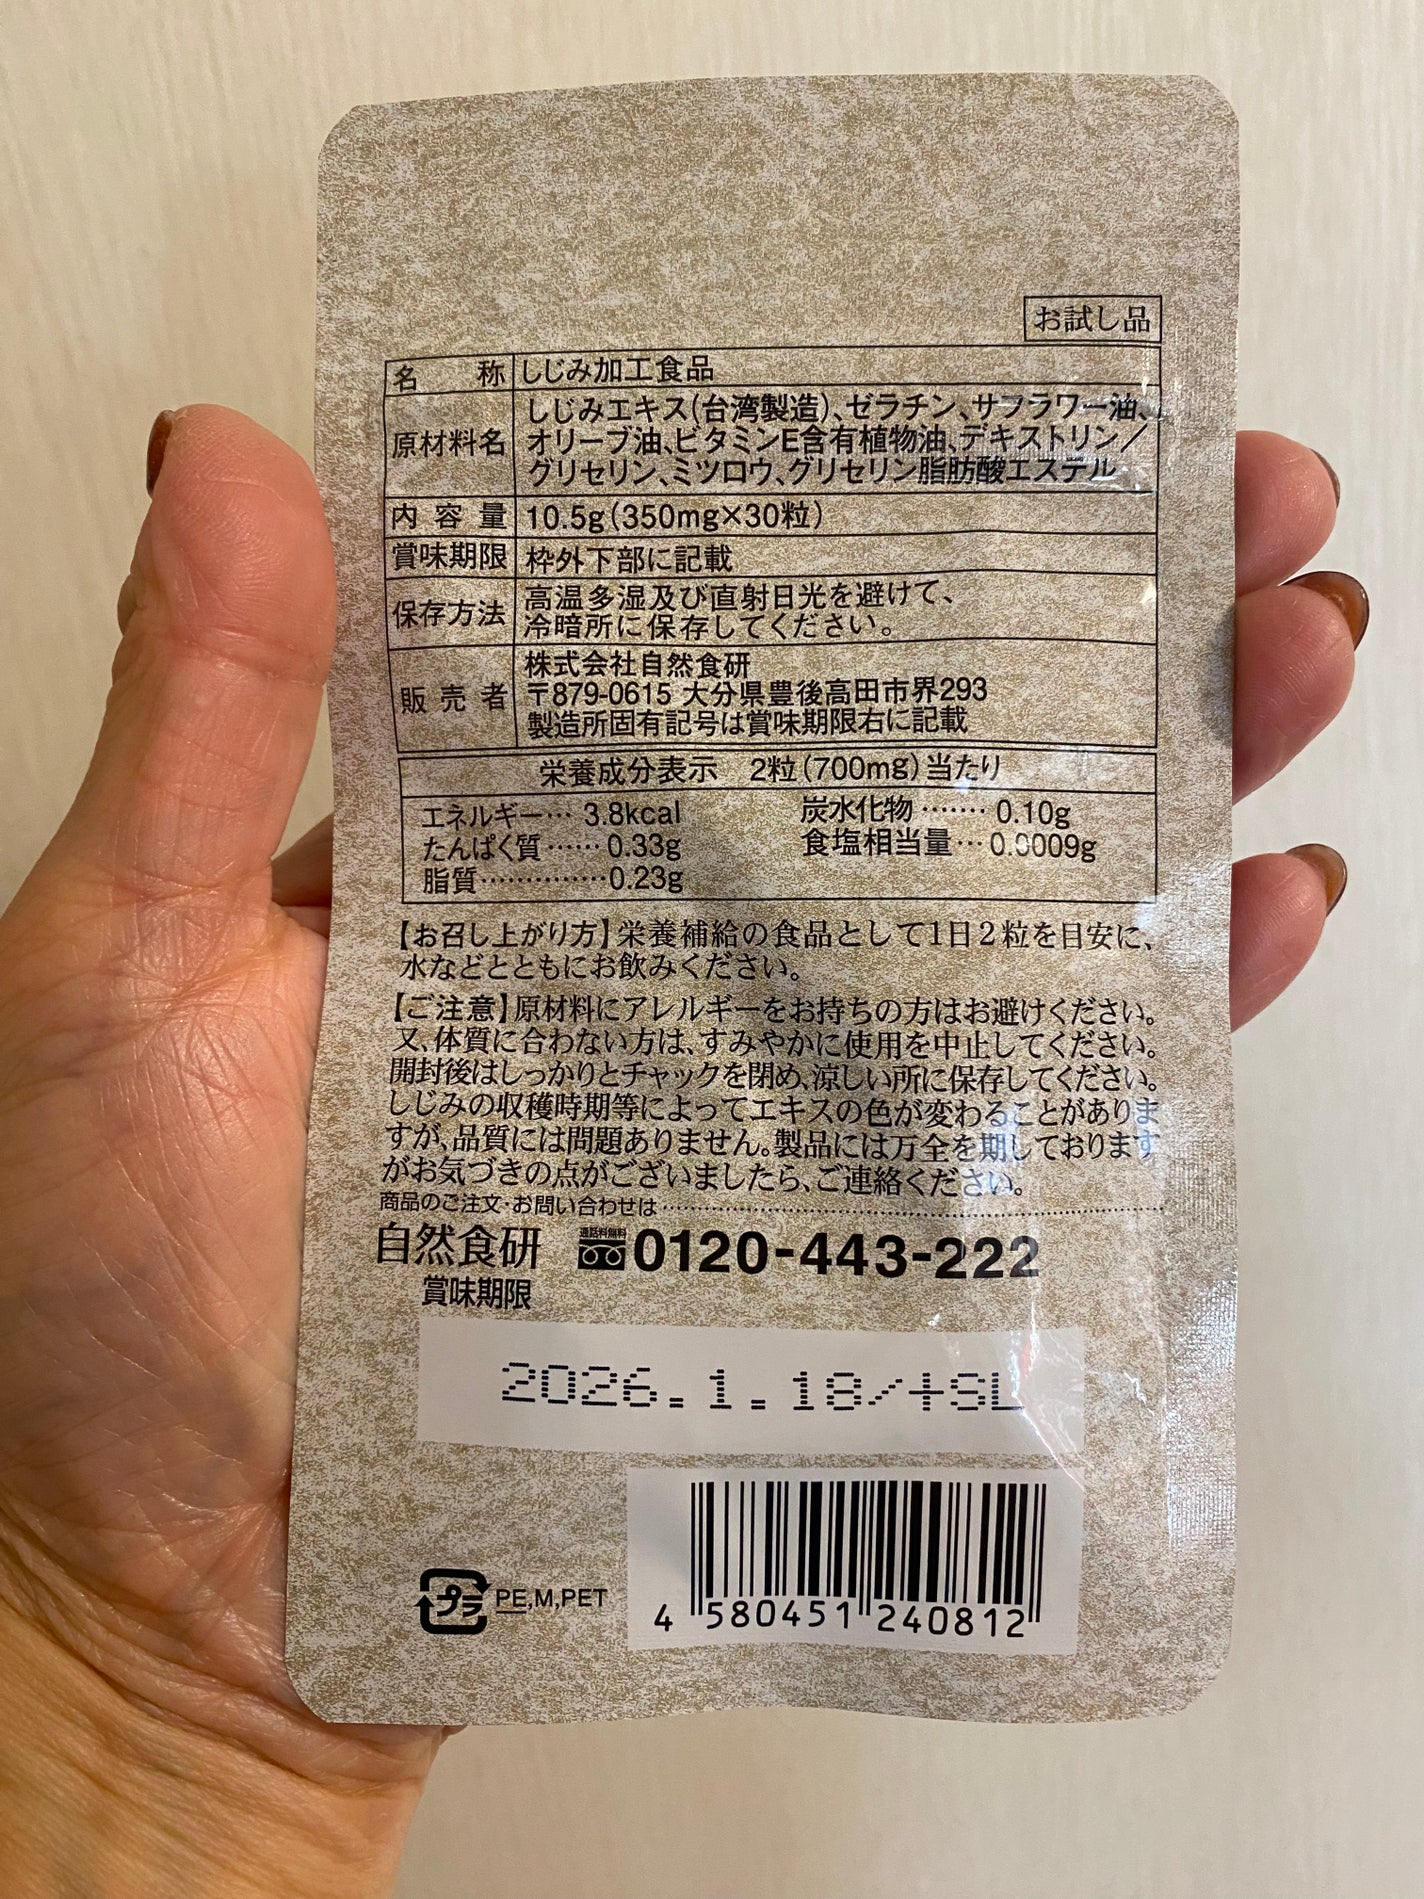 お試し品
名称 しじみ加工食品
原材料名 しじみエキス(台湾製造)、ゼラチン、サフラワー油、
オリーブ油、ビタミンE含有植物油、デキストリン/
グリセリン、ミツロウ、グリセリン脂肪酸エステル
内容量 10.5g(350mg×30粒)
賞味期限 枠外下部に記載
保存方法 高温多湿及び直射日光を避けて、
冷暗所に保存してください。
販売者 株式会社自然食研
〒879-0615 大分県豊後高田市界293
製造所固有記号は賞味期限右に記載
栄養成分表示 2粒(700mg)当たり
エネルギー… 3.8kcal 炭水化物……. 0.10g
たんぱく質…… 0.33g 食塩相当量… 0.0009g
脂質……………0.23g
【お召し上がり方】栄養補給の食品として1日2粒を目安に、
水などとともにお飲みください。
【ご注意】原材料にアレルギーをお持ちの方はお避けください。
又、体質に合わない方は、すみやかに使用を中止してください。
開封後はしっかりとチャックを閉め、涼しい所に保存してください。
しじみの収穫時期等によってエキスの色が変わることがありま
すが、品質には問題ありません。製品には万全を期しております
がお気づきの点がございましたら、ご連絡ください。
商品のご注文・お問い合わせは
自然食研 通話料無料 0120-443-222
賞味期限
2026.1.18/+SL
4 580451 240812
プラ PE,M,PET